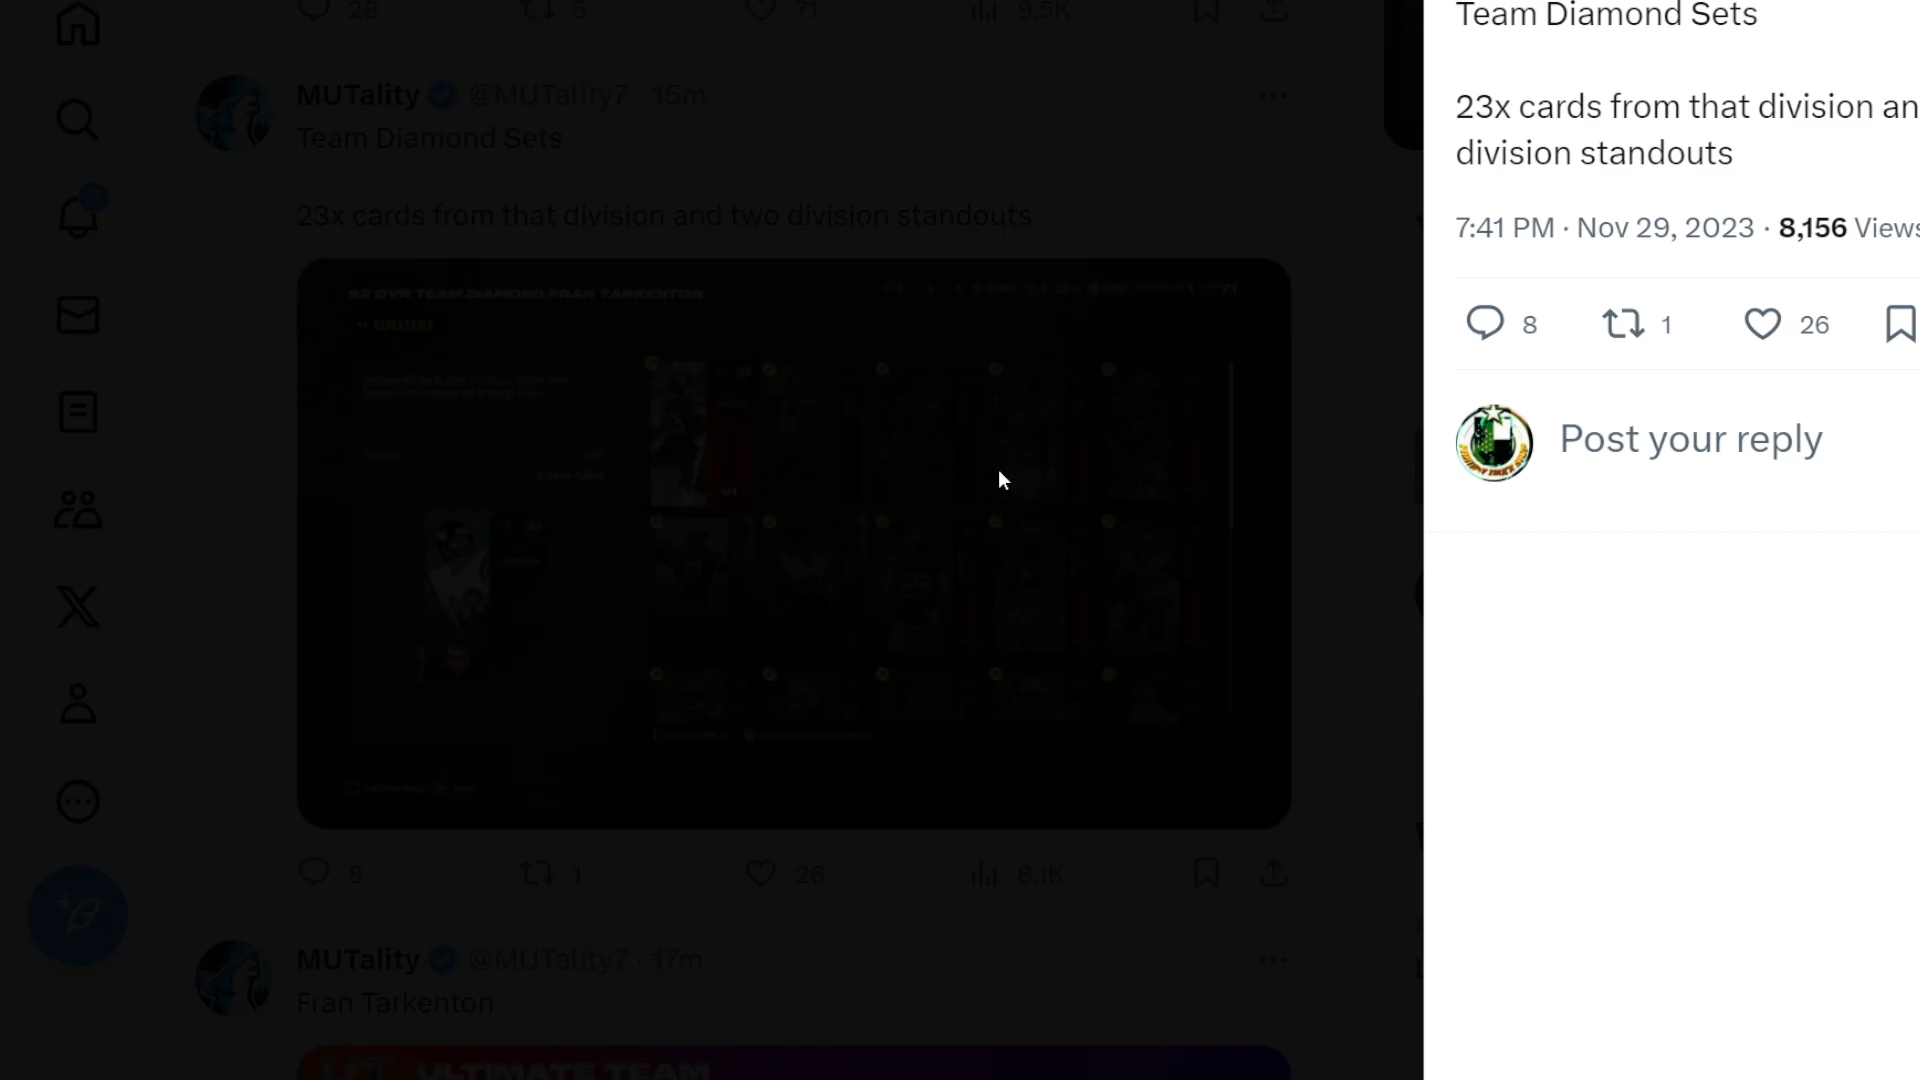 28
5
71
9.5K
MUTality @MUTality7 · 15m
Team Diamond Sets
23x cards from that division and two division standouts
92 OVR TEAM DIAMOND FRAN TARKENTON
REPEATABLE
8
1
26
8.1K
MUTality @MUTality7 · 17m
Fran Tarkenton
ULTIMATE TEAM
Team Diamond Sets
23x cards from that division an
division standouts
7:41 PM · Nov 29, 2023 · 8,156 Views
8
1
26
Post your reply